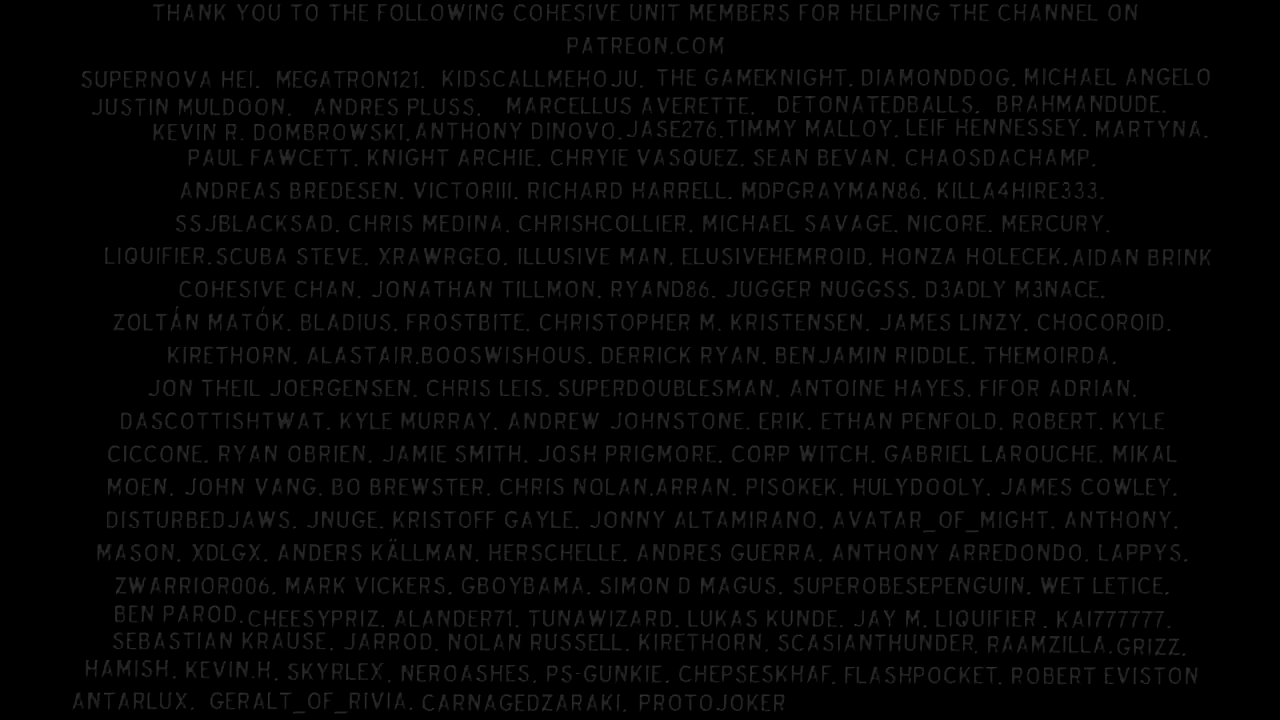 THANK YOU TO THE FOLLOWING COHESIVE UNIT MEMBERS FOR HELPING THE CHANNEL ON
PATREON.COM
SUPERNOVA HEI. MEGATRON121. KIDSCALLMEHOJU. THE GAMEKNIGHT. DIAMONDDOG. MICHAEL ANGELO
JUSTIN MULDOON. ANDRES PLUSS. MARCELLUS AVERETTE. DETONATEDBALLS. BRAHMANDUDE.
KEVIN R. DOMBROWSKI. ANTHONY DINOVO. JASE276. TIMMY MALLOY. LEIF HENNESSEY. MARTYNA.
PAUL FAWCETT. KNIGHT ARCHIE. CHRYIE VASQUEZ. SEAN BEVAN. CHAOSDACHAMP.
ANDREAS BREDESEN. VICTORIII. RICHARD HARRELL. MDPGRAYMAN86. KILLA4HIRE333.
SSJBLACKSAD. CHRIS MEDINA. CHRISHCOLLIER. MICHAEL SAVAGE. NICORE. MERCURY.
LIQUIFIER. SCUBA STEVE. XRAWRGEO. ILLUSIVE MAN. ELUSIVEHEMROID. HONZA HOLECEK. AIDAN BRINK
COHESIVE CHAN. JONATHAN TILLMON. RYAND86. JUGGER NUGGSS. D3ADLY M3NACE.
ZOLTÁN MATÓK. BLADIUS. FROSTBITE. CHRISTOPHER M. KRISTENSEN. JAMES LINZY. CHOCOROID.
KIRETHORN. ALASTAIR.BOOSWISHOUS. DERRICK RYAN. BENJAMIN RIDDLE. THEMOIRDA.
JON THEIL JOERGENSEN. CHRIS LEIS. SUPERDOUBLESMAN. ANTOINE HAYES. FIFOR ADRIAN.
DASCOTTISHTWAT. KYLE MURRAY. ANDREW JOHNSTONE. ERIK. ETHAN PENFOLD. ROBERT. KYLE
CICCONE. RYAN OBRIEN. JAMIE SMITH. JOSH PRIGMORE. CORP WITCH. GABRIEL LAROUCHE. MIKAL
MOEN. JOHN VANG. BO BREWSTER. CHRIS NOLAN.ARRAN. PISOKEK. HULYDOOLY. JAMES COWLEY.
DISTURBEDJAWS. JNUGE. KRISTOFF GAYLE. JONNY ALTAMIRANO. AVATAR_OF_MIGHT. ANTHONY.
MASON. XDLGX. ANDERS KÄLLMAN. HERSCHELLE. ANDRES GUERRA. ANTHONY ARREDONDO. LAPPYS.
ZWARRIOR006. MARK VICKERS. GBOYBAMA. SIMON D MAGUS. SUPEROBESEPENGUIN. WET LETICE.
BEN PAROD. CHEESYPRIZ. ALANDER71. TUNAWIZARD. LUKAS KUNDE. JAY M. LIQUIFIER. KAI777777.
SEBASTIAN KRAUSE. JARROD. NOLAN RUSSELL. KIRETHORN. SCASIANTHUNDER. RAAMZILLA. GRIZZ.
HAMISH. KEVIN.H. SKYRLEX. NEROASHES. PS-GUNKIE. CHEPSESKHAF. FLASHPOCKET. ROBERT EVISTON
ANTARLUX. GERALT_OF_RIVIA. CARNAGEDZARAKI. PROTOJOKER